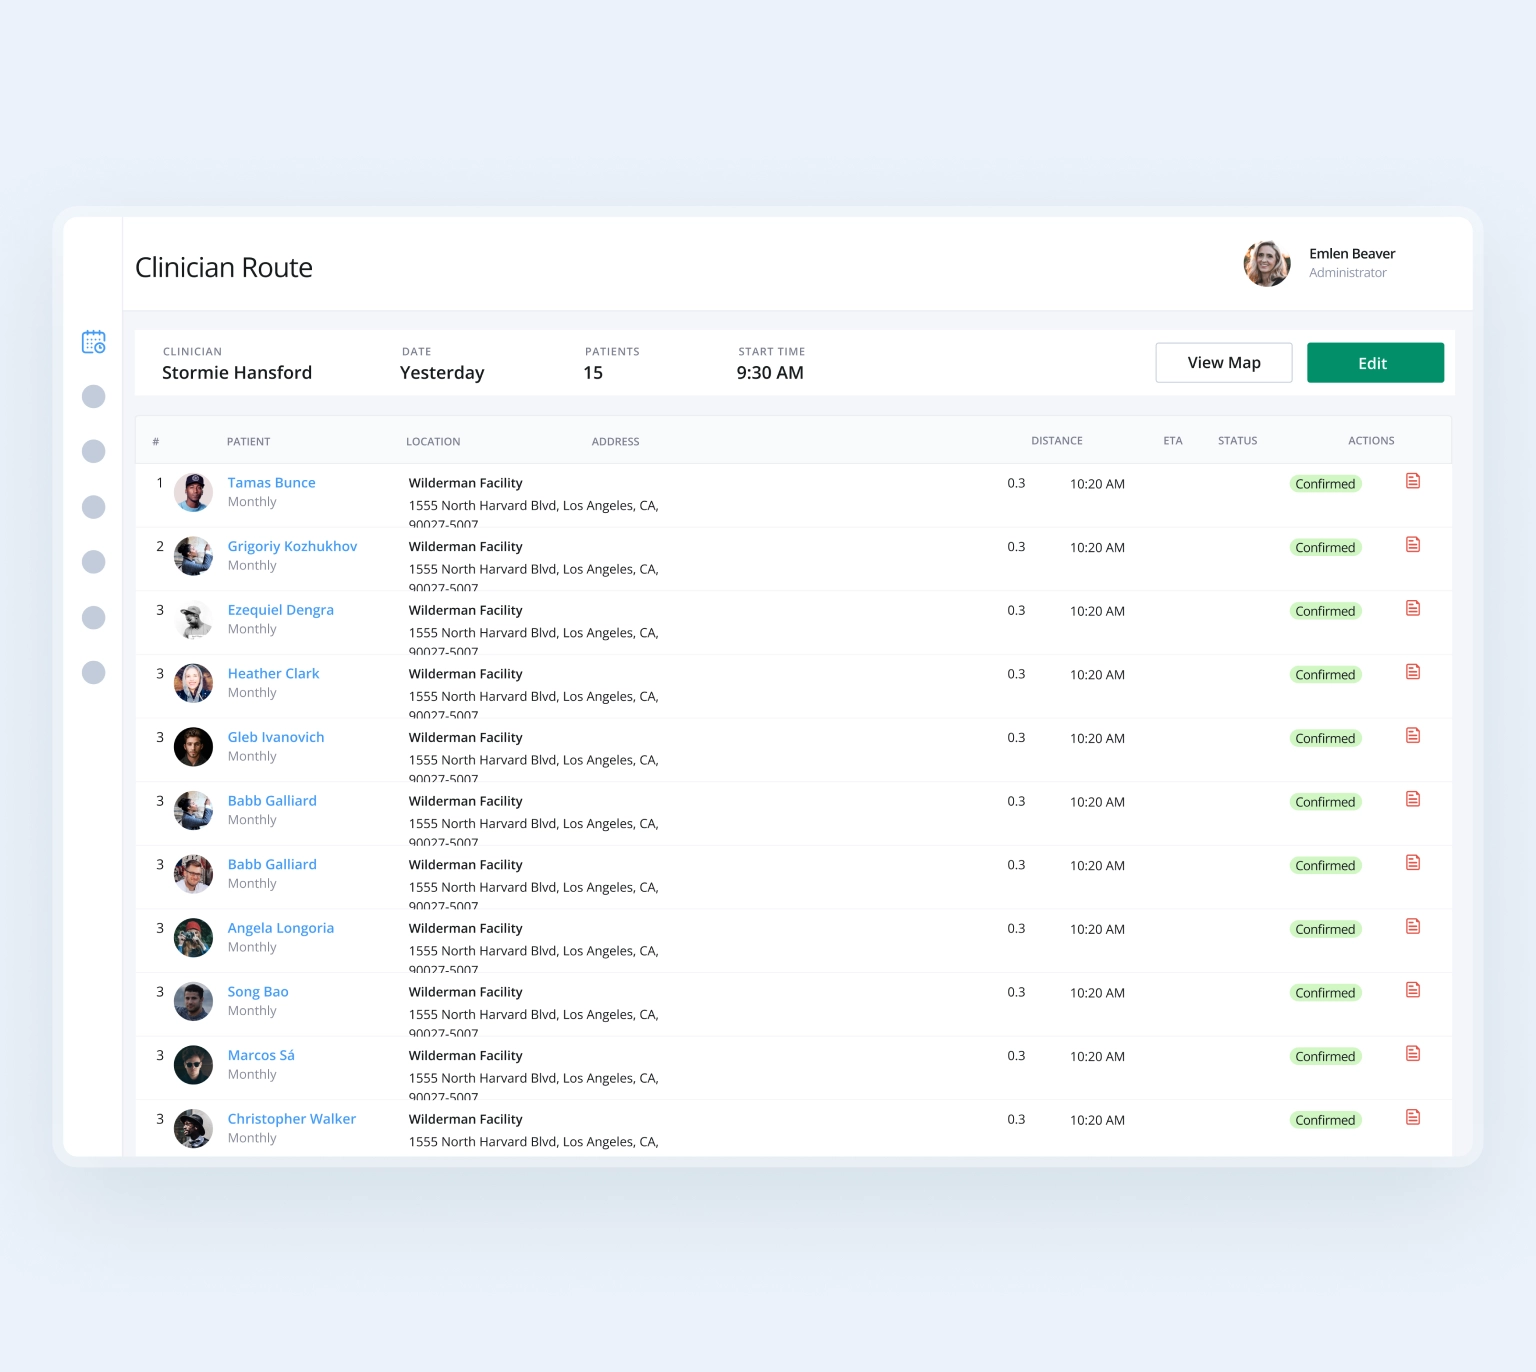 Clinician Route
Emlen Beaver
Administrator
CLINICIAN DATE PATIENTS START TIME
Stormie Hansford Yesterday 15 9:30 AM View Map Edit
# PATIENT LOCATION ADDRESS DISTANCE ETA STATUS ACTIONS
1 Tamas Bunce Wilderman Facility 0.3 10:20 AM Confirmed
Monthly 1555 North Harvard Blvd, Los Angeles, CA,
90027-5007
2 Grigoriy Kozhukhov Wilderman Facility 0.3 10:20 AM Confirmed
Monthly 1555 North Harvard Blvd, Los Angeles, CA,
90027-5007
3 Ezequiel Dengra Wilderman Facility 0.3 10:20 AM Confirmed
Monthly 1555 North Harvard Blvd, Los Angeles, CA,
90027-5007
3 Heather Clark Wilderman Facility 0.3 10:20 AM Confirmed
Monthly 1555 North Harvard Blvd, Los Angeles, CA,
90027-5007
3 Gleb Ivanovich Wilderman Facility 0.3 10:20 AM Confirmed
Monthly 1555 North Harvard Blvd, Los Angeles, CA,
90027-5007
3 Babb Galliard Wilderman Facility 0.3 10:20 AM Confirmed
Monthly 1555 North Harvard Blvd, Los Angeles, CA,
90027-5007
3 Babb Galliard Wilderman Facility 0.3 10:20 AM Confirmed
Monthly 1555 North Harvard Blvd, Los Angeles, CA,
90027-5007
3 Angela Longoria Wilderman Facility 0.3 10:20 AM Confirmed
Monthly 1555 North Harvard Blvd, Los Angeles, CA,
90027-5007
3 Song Bao Wilderman Facility 0.3 10:20 AM Confirmed
Monthly 1555 North Harvard Blvd, Los Angeles, CA,
90027-5007
3 Marcos Sá Wilderman Facility 0.3 10:20 AM Confirmed
Monthly 1555 North Harvard Blvd, Los Angeles, CA,
90027-5007
3 Christopher Walker Wilderman Facility 0.3 10:20 AM Confirmed
Monthly 1555 North Harvard Blvd, Los Angeles, CA,